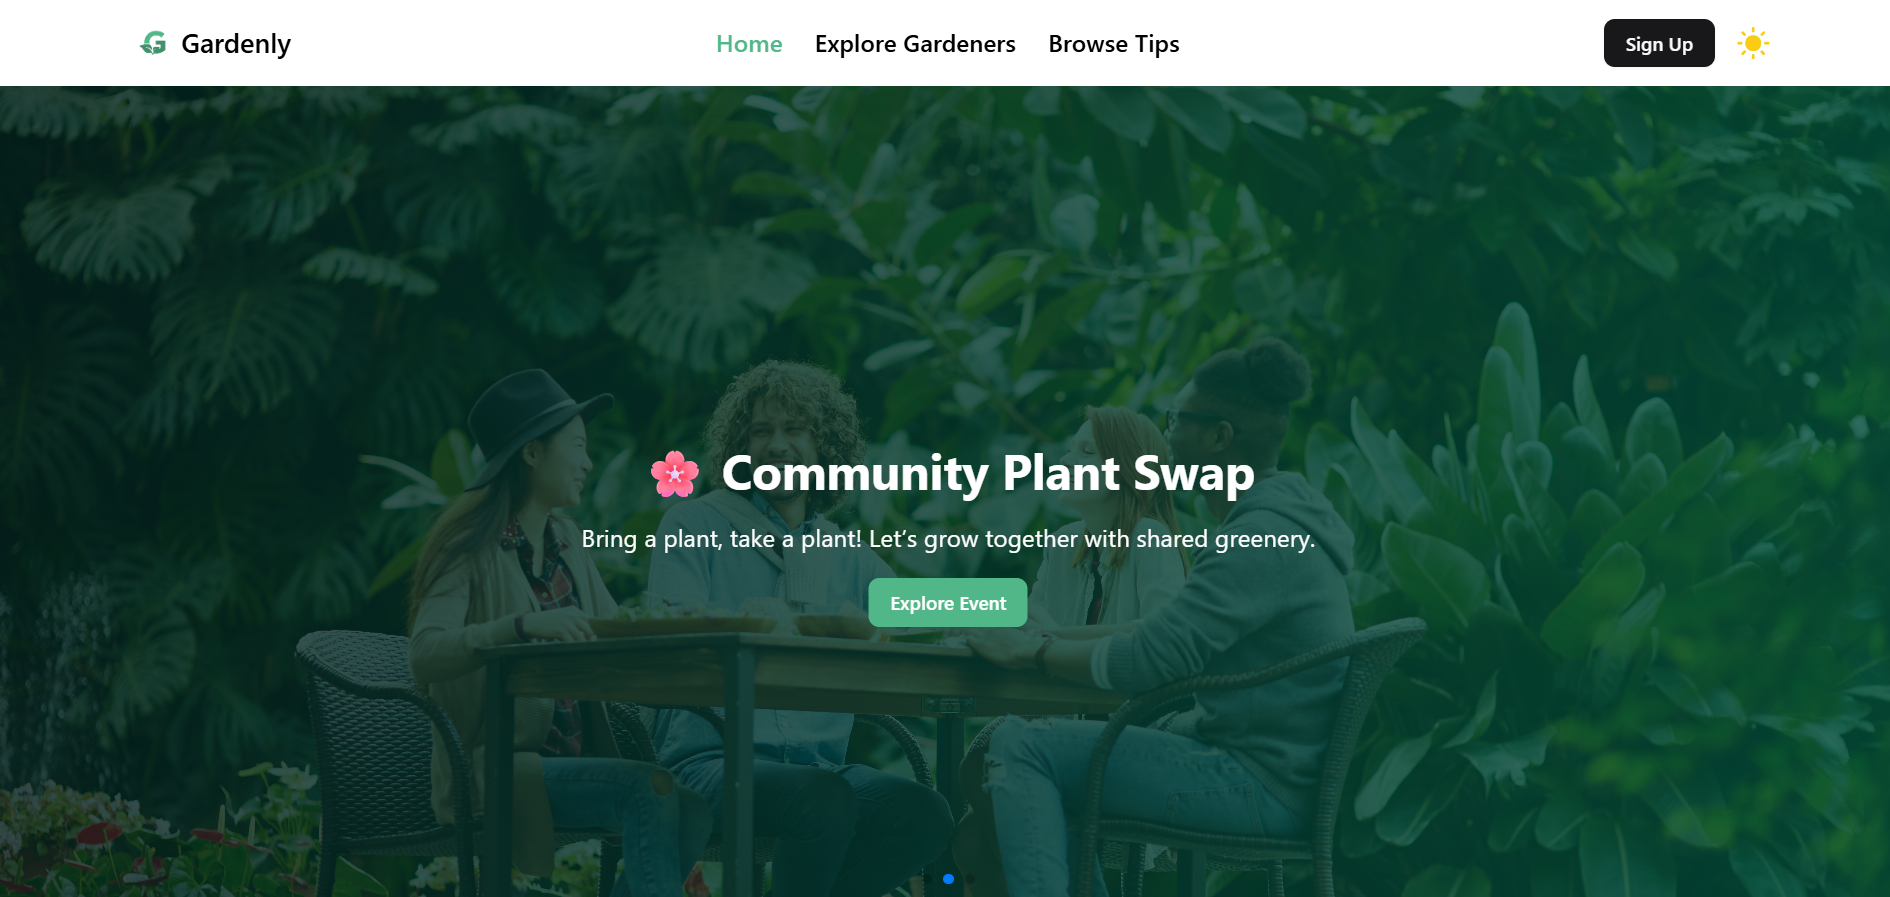 Gardenly
Home Explore Gardeners Browse Tips
Sign Up
🌸 Community Plant Swap
Bring a plant, take a plant! Let’s grow together with shared greenery.
Explore Event